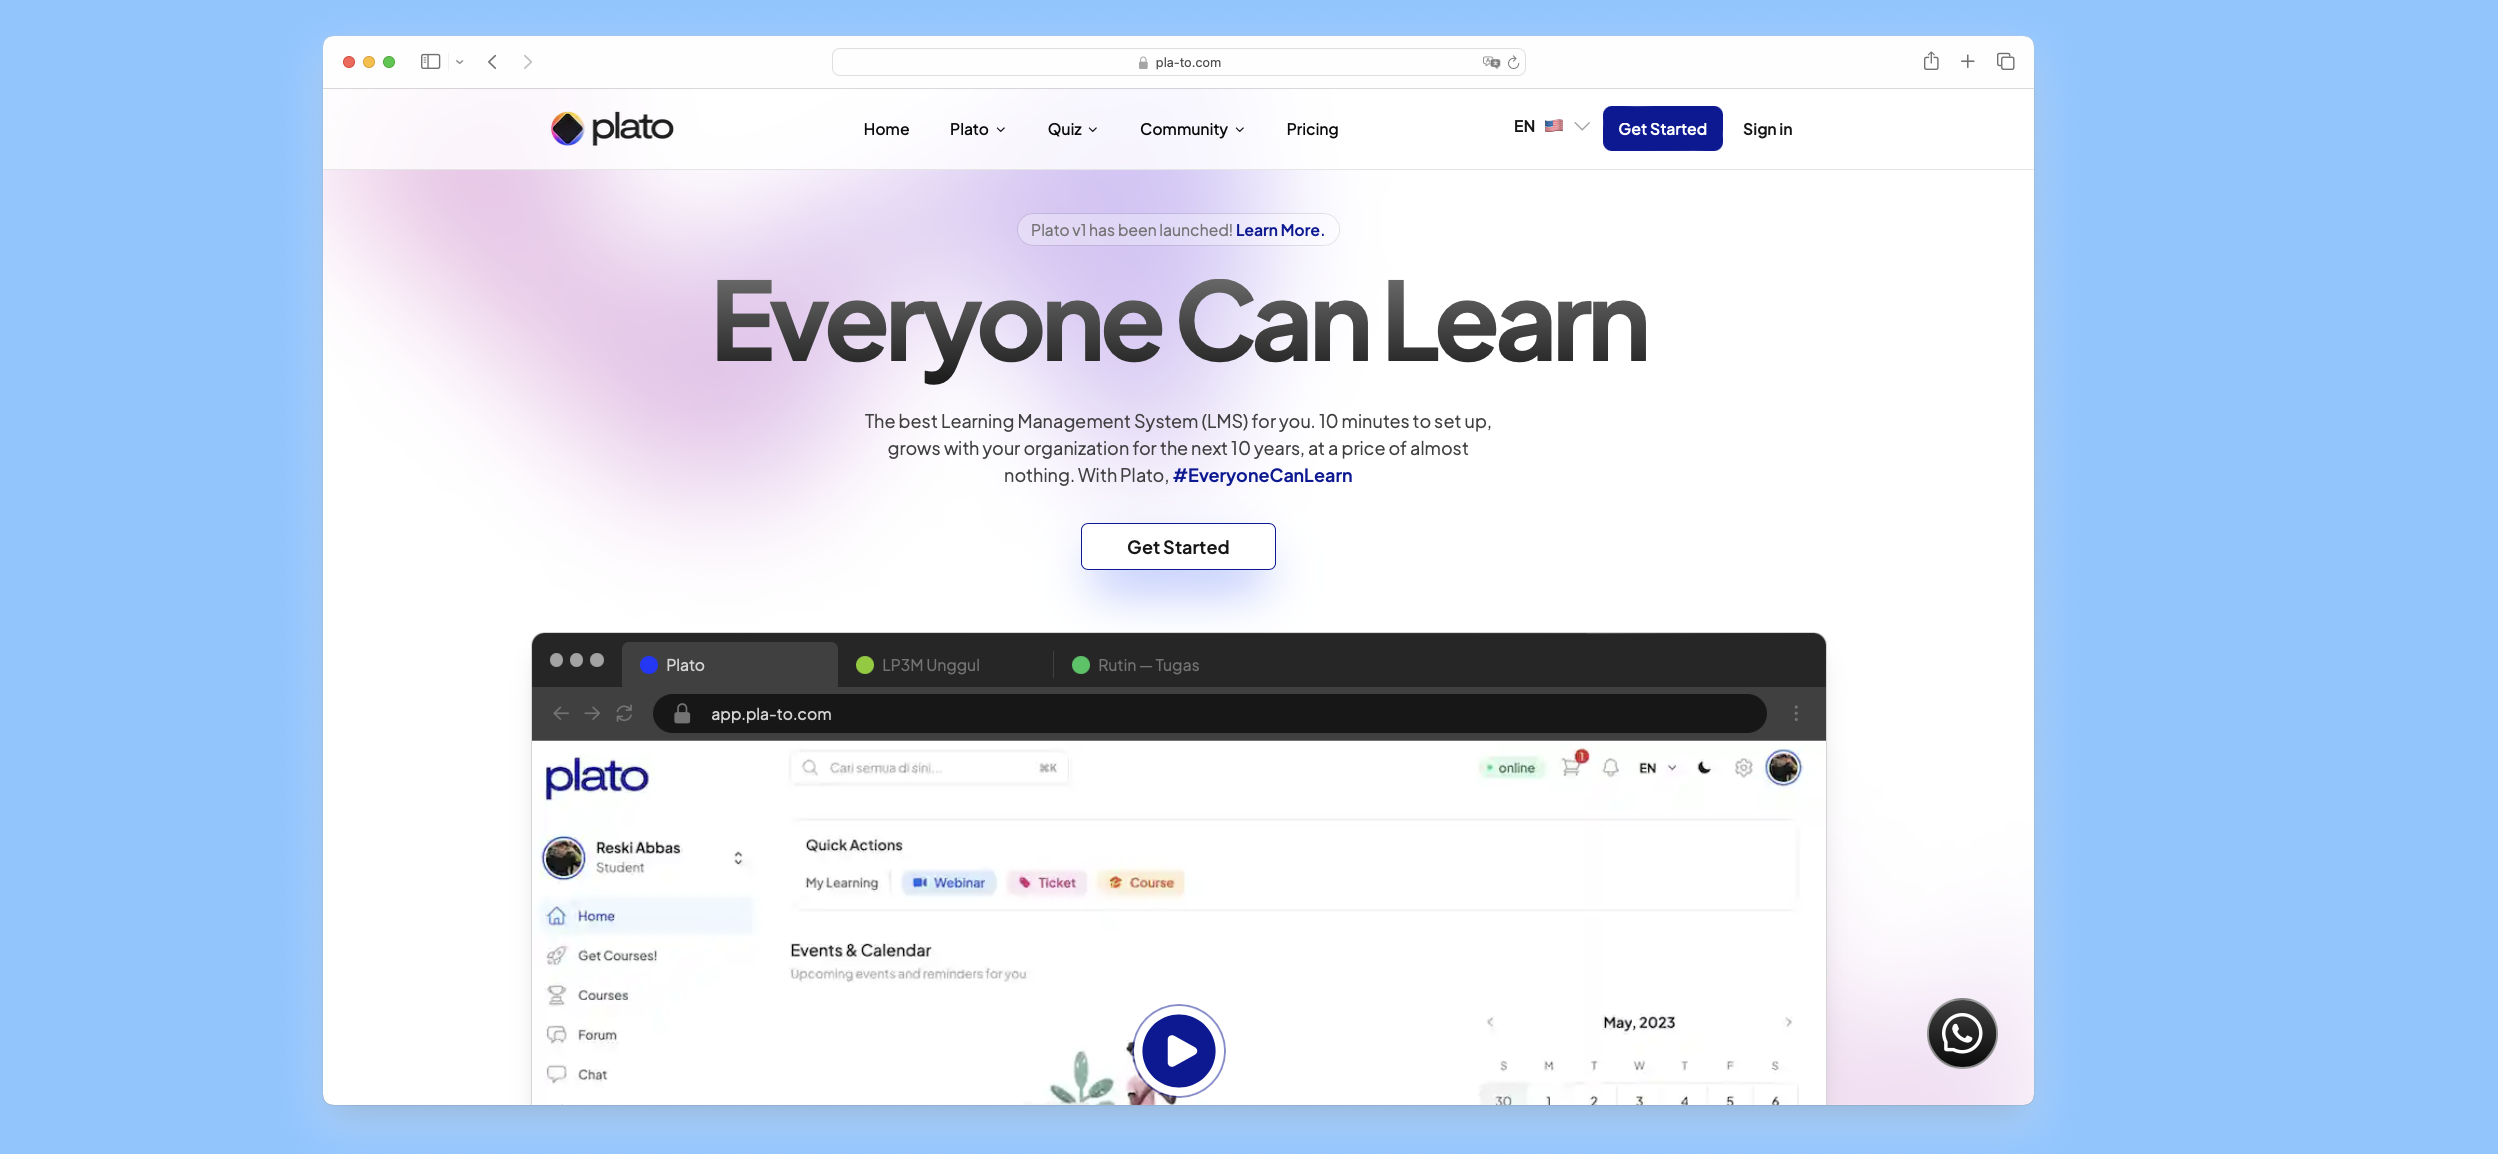 pla-to.com
plato
Home Plato Quiz Community Pricing
EN Get Started Sign in
Plato v1 has been launched! Learn More.
Everyone Can Learn
The best Learning Management System (LMS) for you. 10 minutes to set up,
grows with your organization for the next 10 years, at a price of almost
nothing. With Plato, #EveryoneCanLearn
Get Started
Plato LP3M Unggul Rutin — Tugas
app.pla-to.com
plato
Cari semua di sini... ⌘K
online 1 EN
Reski Abbas
Student
Home
Get Courses!
Courses
Forum
Chat
Quick Actions
My Learning Webinar Ticket Course
Events & Calendar
Upcoming events and reminders for you
May, 2023
S M T W T F S
30 1 2 3 4 5 6